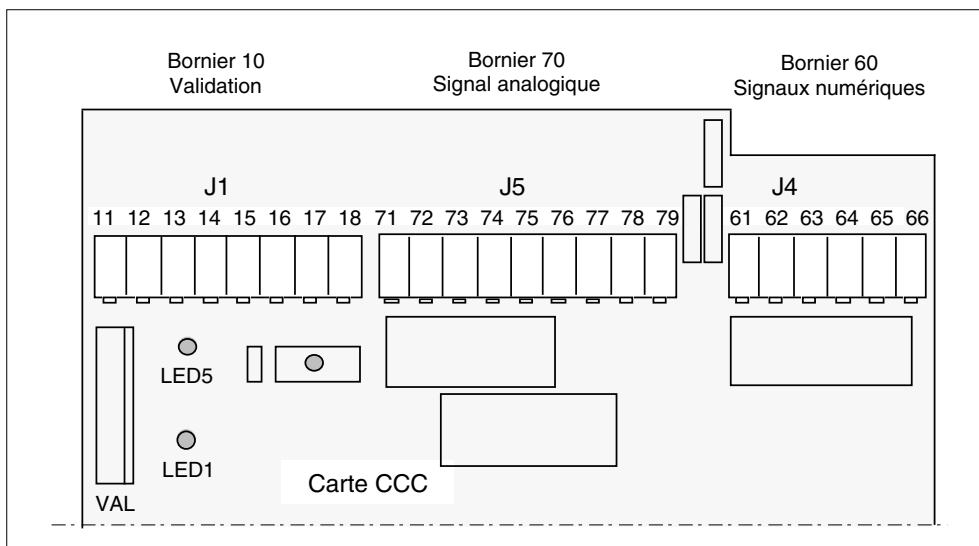 Bornier 10
Validation
Bornier 70
Signal analogique
Bornier 60
Signaux numériques
J1
J5
J4
11 12 13 14 15 16 17 18
71 72 73 74 75 76 77 78 79
61 62 63 64 65 66
LED5
LED1
VAL
Carte CCC